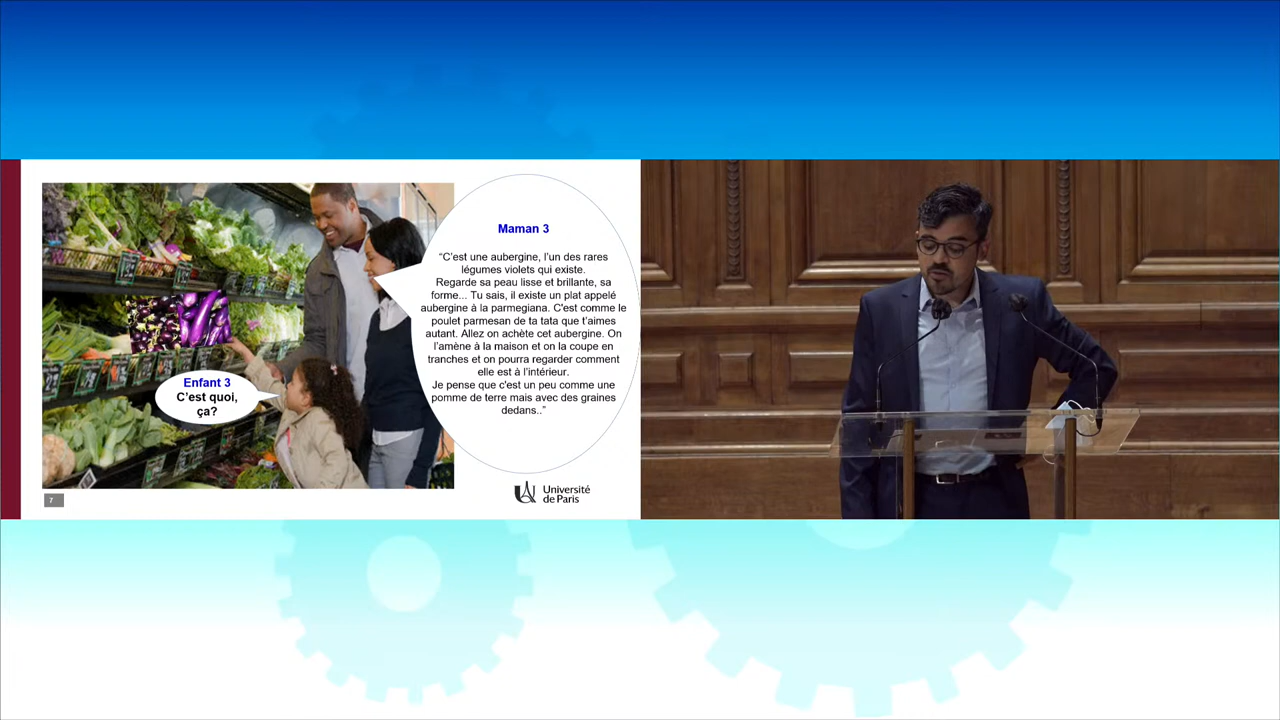 Maman 3
“C’est une aubergine, l’un des rares
légumes violets qui existe.
Regarde sa peau lisse et brillante, sa
forme... Tu sais, il existe un plat appelé
aubergine à la parmegiana. C'est comme le
poulet parmesan de ta tata que t’aimes
autant. Allez on achète cet aubergine. On
l’amène à la maison et on la coupe en
tranches et on pourra regarder comment
elle est à l’intérieur.
Je pense que c'est un peu comme une
pomme de terre mais avec des graines
dedans..”
Enfant 3
C’est quoi,
ça?
7
Université
de Paris